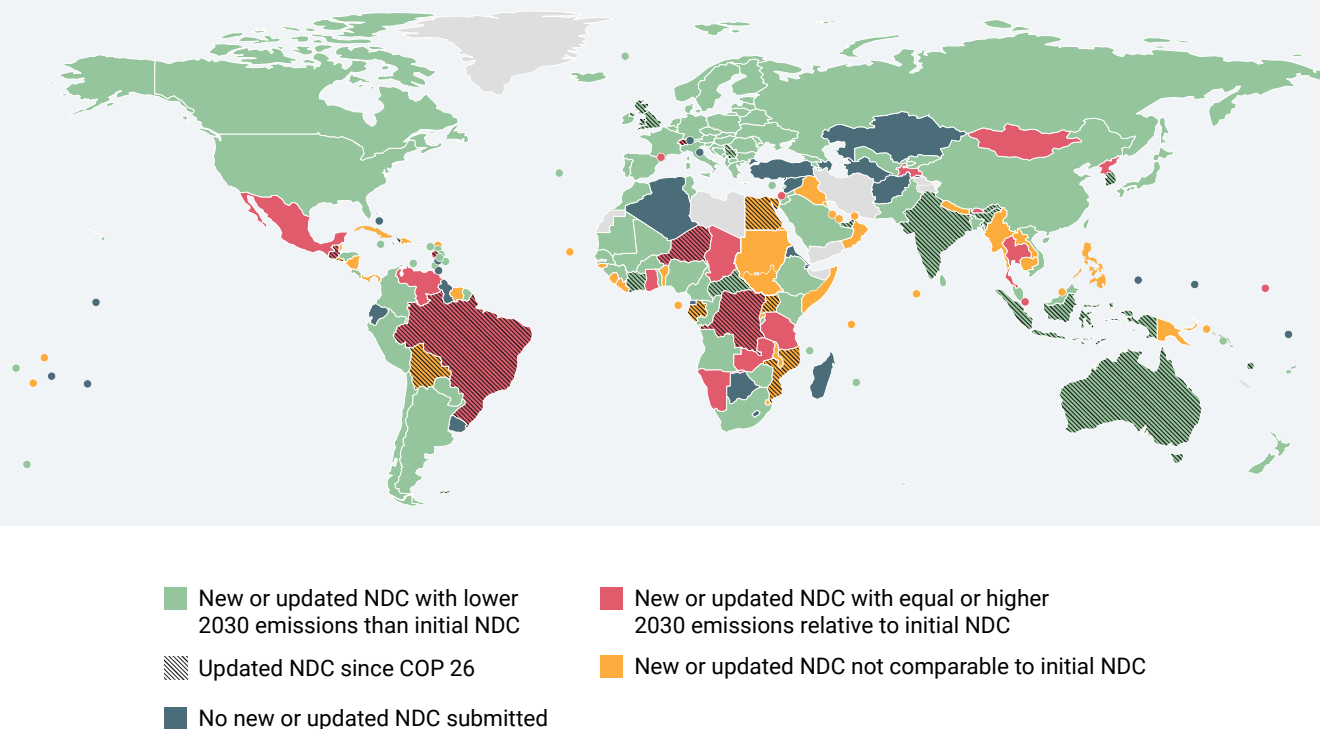 New or updated NDC with lower
2030 emissions than initial NDC
Updated NDC since COP 26
No new or updated NDC submitted
New or updated NDC with equal or higher
2030 emissions relative to initial NDC
New or updated NDC not comparable to initial NDC